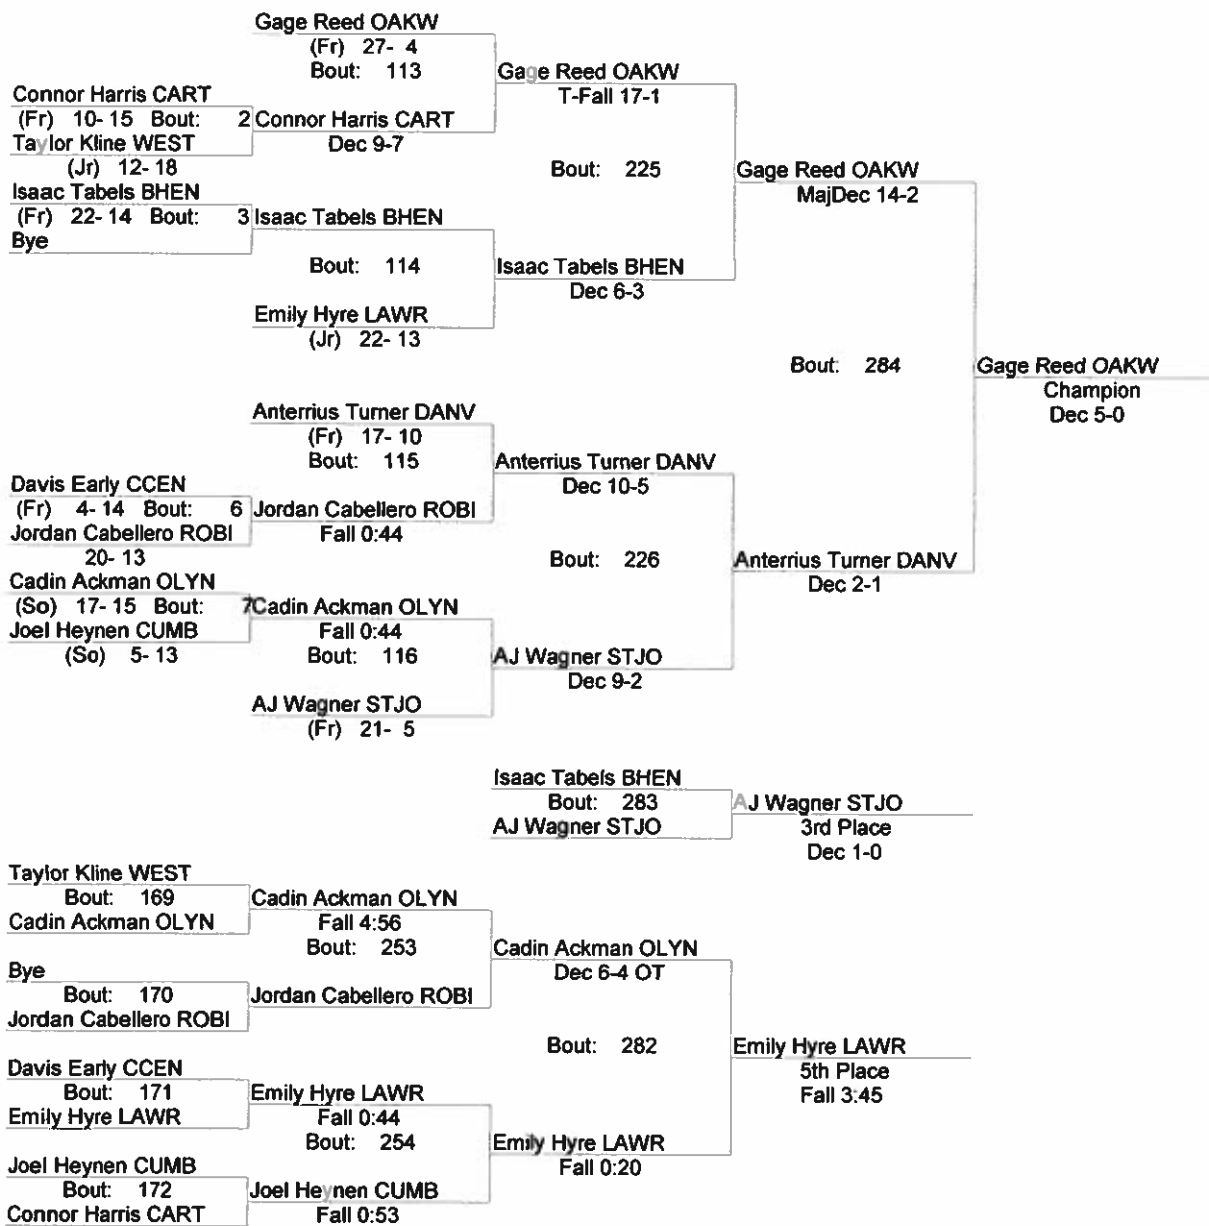 Gage Reed OAKW
(Fr) 27- 4
Bout: 113
Gage Reed OAKW
T-Fall 17-1
Connor Harris CART
(Fr) 10- 15 Bout: 2
Connor Harris CART
Dec 9-7
Taylor Kline WEST
(Jr) 12- 18
Bout: 225
Gage Reed OAKW
MajDec 14-2
Isaac Tabels BHEN
(Fr) 22- 14 Bout: 3
Isaac Tabels BHEN
Bye
Bout: 114
Isaac Tabels BHEN
Dec 6-3
Emily Hyre LAWR
(Jr) 22- 13
Bout: 284
Gage Reed OAKW
Champion
Dec 5-0
Anterrius Turner DANV
(Fr) 17- 10
Bout: 115
Anterrius Turner DANV
Dec 10-5
Davis Early CCEN
(Fr) 4- 14 Bout: 6
Jordan Cabellero ROBI
Fall 0:44
Jordan Cabellero ROBI
20- 13
Bout: 226
Anterrius Turner DANV
Dec 2-1
Cadin Ackman OLYN
(So) 17- 15 Bout: 7
Cadin Ackman OLYN
Fall 0:44
Joel Heynen CUMB
(So) 5- 13
Bout: 116
AJ Wagner STJO
Dec 9-2
AJ Wagner STJO
(Fr) 21- 5
Isaac Tabels BHEN
Bout: 283
AJ Wagner STJO
AJ Wagner STJO
3rd Place
Dec 1-0
Taylor Kline WEST
Bout: 169
Cadin Ackman OLYN
Cadin Ackman OLYN
Fall 4:56
Bout: 253
Cadin Ackman OLYN
Dec 6-4 OT
Bye
Bout: 170
Jordan Cabellero ROBI
Jordan Cabellero ROBI
Bout: 282
Emily Hyre LAWR
5th Place
Fall 3:45
Davis Early CCEN
Bout: 171
Emily Hyre LAWR
Emily Hyre LAWR
Fall 0:44
Bout: 254
Emily Hyre LAWR
Fall 0:20
Joel Heynen CUMB
Bout: 172
Connor Harris CART
Joel Heynen CUMB
Fall 0:53